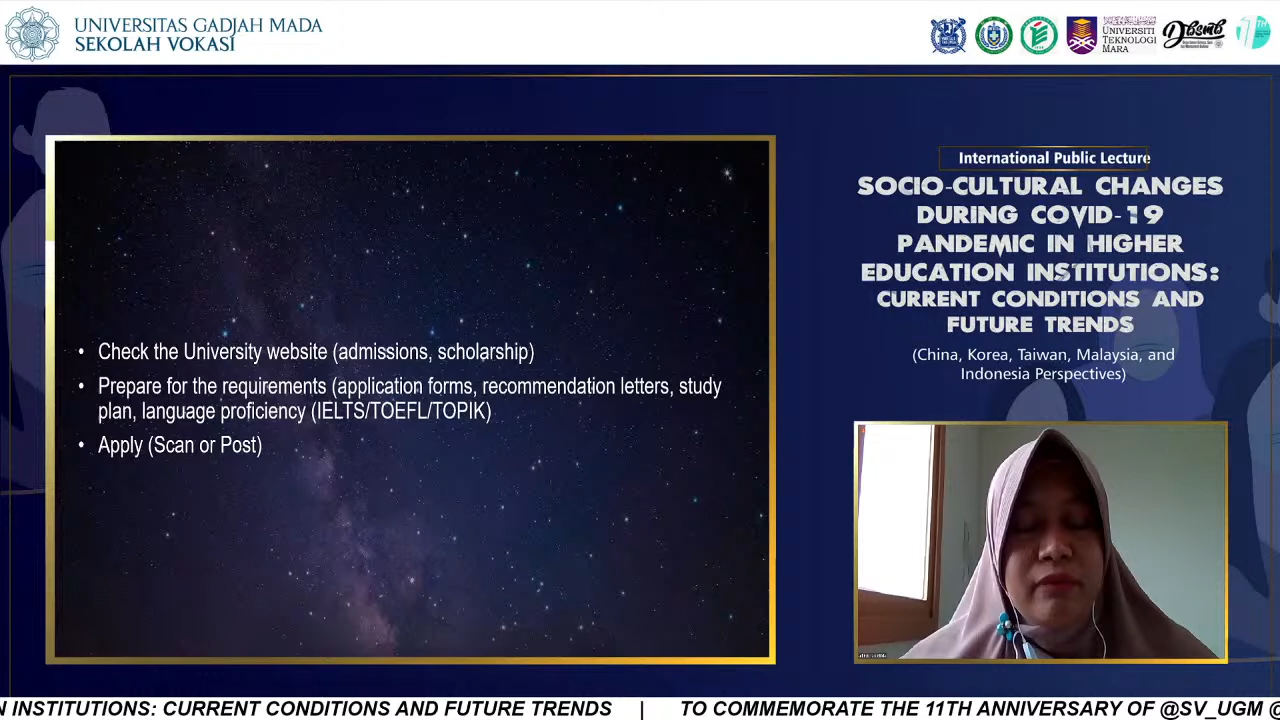 UNIVERSITAS GADJAH MADA
SEKOLAH VOKASI
UNIVERSITI
TEKNOLOGI
MARA
Dbsmb
International Public Lecture
SOCIO-CULTURAL CHANGES
DURING COVID-19
PANDEMIC IN HIGHER
EDUCATION INSTITUTIONS:
CURRENT CONDITIONS AND
FUTURE TRENDS
(China, Korea, Taiwan, Malaysia, and
Indonesia Perspectives)
• Check the University website (admissions, scholarship)
• Prepare for the requirements (application forms, recommendation letters, study
plan, language proficiency (IELTS/TOEFL/TOPIK)
• Apply (Scan or Post)
N INSTITUTIONS: CURRENT CONDITIONS AND FUTURE TRENDS | TO COMMEMORATE THE 11TH ANNIVERSARY OF @SV_UGM @